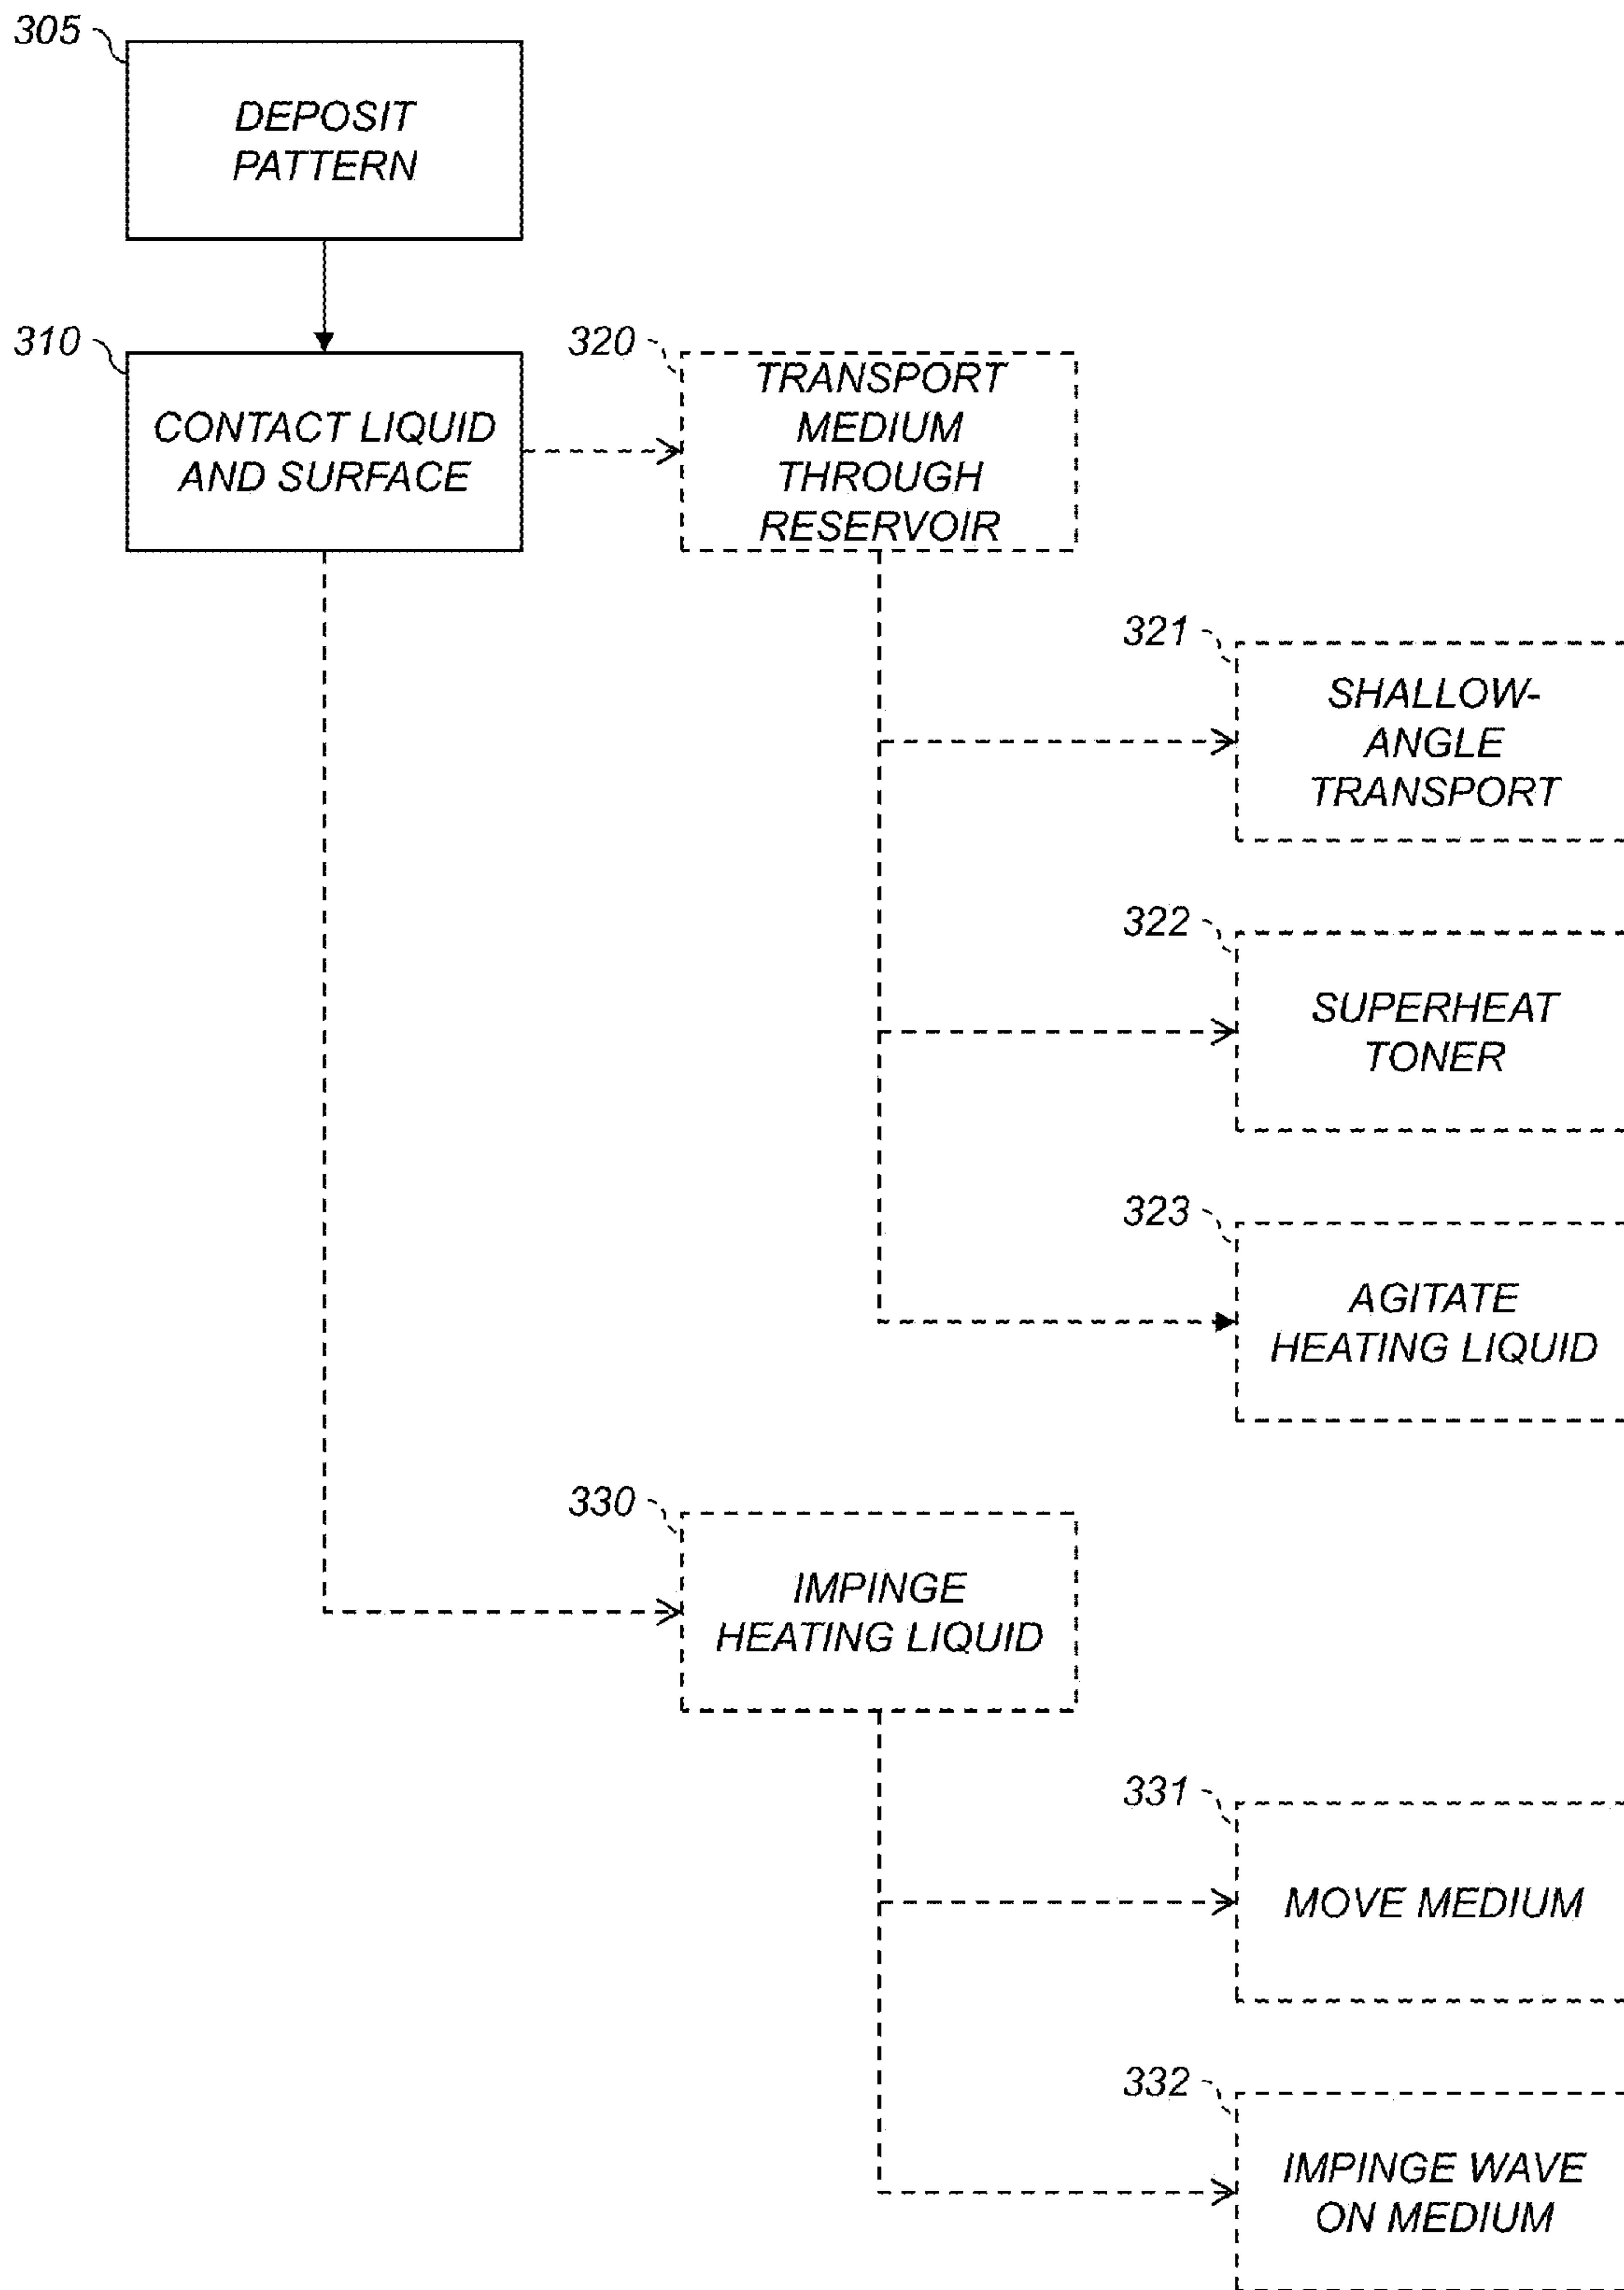 305
DEPOSIT
PATTERN
310
CONTACT LIQUID
AND SURFACE
320
TRANSPORT
MEDIUM
THROUGH
RESERVOIR
321
SHALLOW-
ANGLE
TRANSPORT
322
SUPERHEAT
TONER
323
AGITATE
HEATING LIQUID
330
IMPINGE
HEATING LIQUID
331
MOVE MEDIUM
332
IMPINGE WAVE
ON MEDIUM